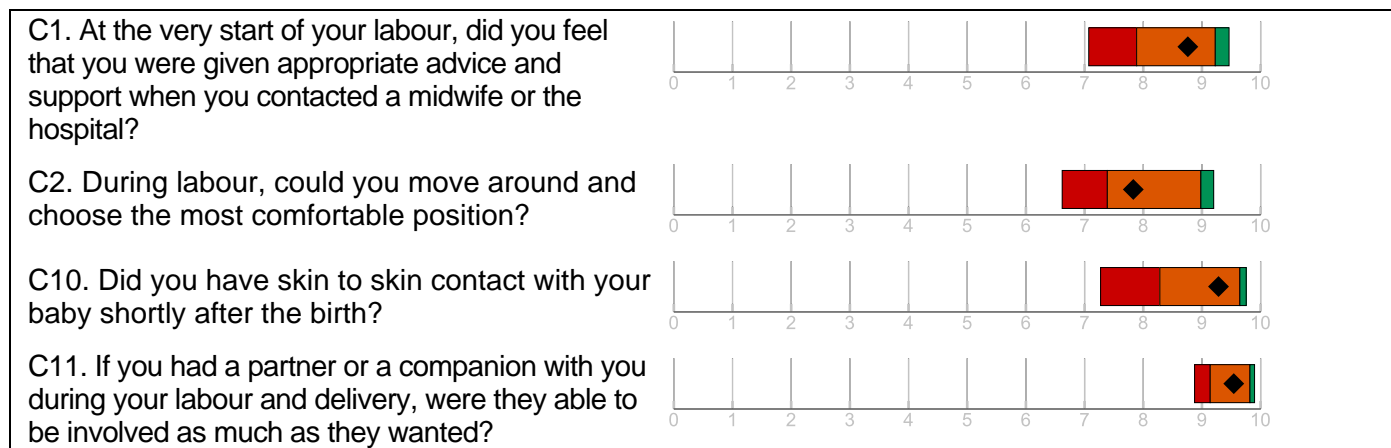 C1. At the very start of your labour, did you feel
that you were given appropriate advice and
support when you contacted a midwife or the
hospital?
0 1 2 3 4 5 6 7 8 9 10
C2. During labour, could you move around and
choose the most comfortable position?
0 1 2 3 4 5 6 7 8 9 10
C10. Did you have skin to skin contact with your
baby shortly after the birth?
0 1 2 3 4 5 6 7 8 9 10
C11. If you had a partner or a companion with you
during your labour and delivery, were they able to
be involved as much as they wanted?
0 1 2 3 4 5 6 7 8 9 10